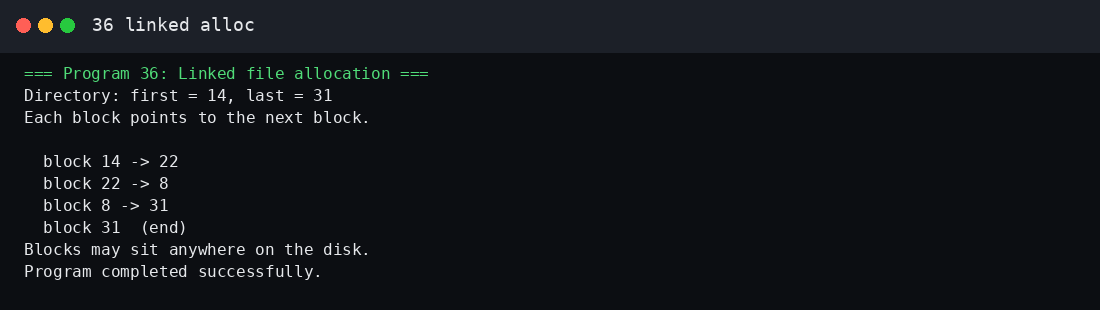 36 linked alloc
=== Program 36: Linked file allocation ===
Directory: first = 14, last = 31
Each block points to the next block.
  block 14 -> 22
  block 22 -> 8
  block 8 -> 31
  block 31  (end)
Blocks may sit anywhere on the disk.
Program completed successfully.